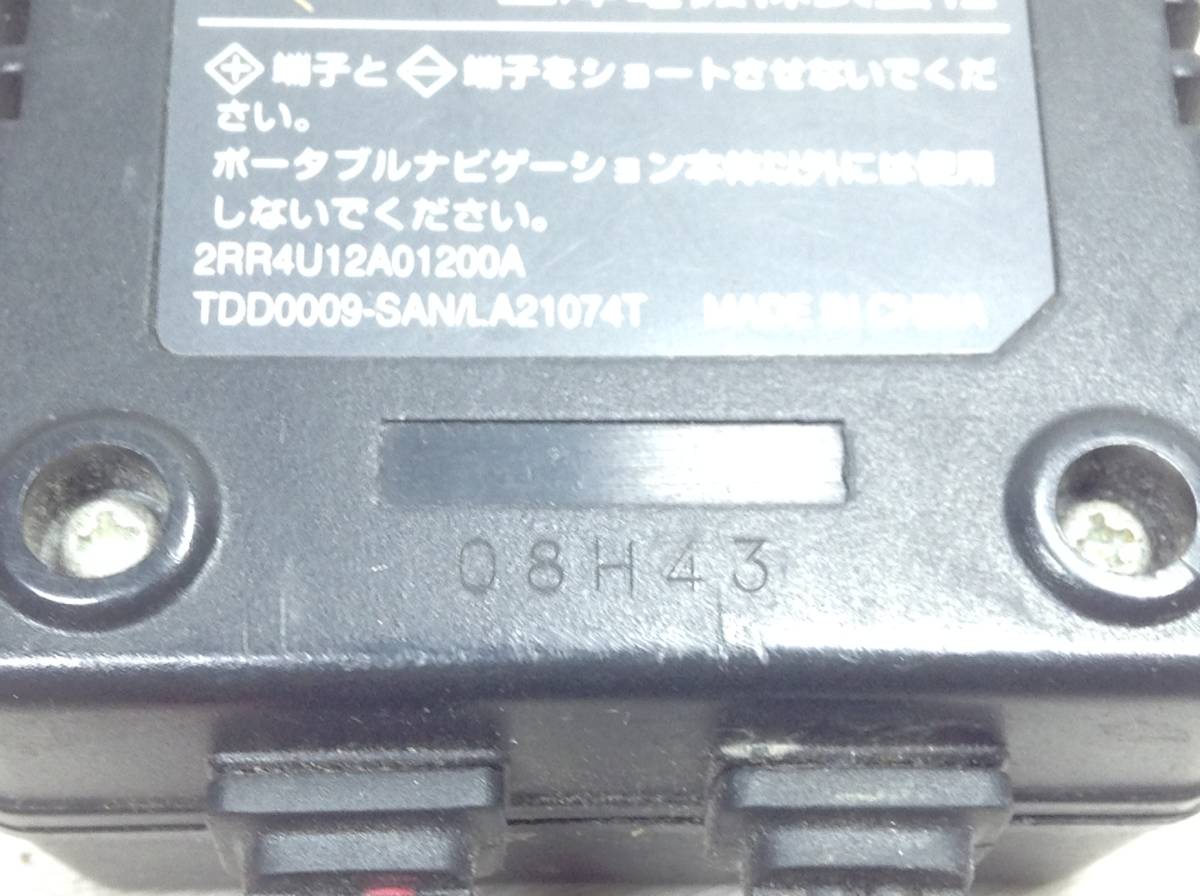 端子と 端子をショートさせないでくだ
さい。
ポータブルナビゲーション本体以外には使用
しないでください。
2RR4U12A01200A
TDD0009-SAN/LA21074T MADE IN CHINA
08H43